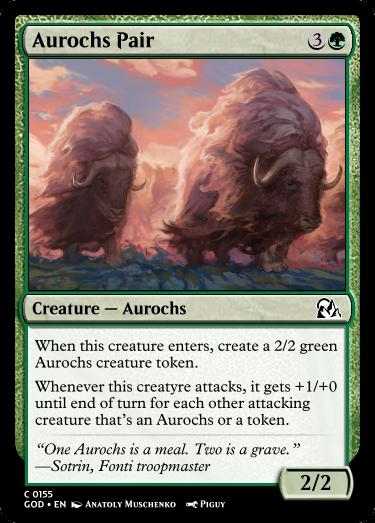 Aurochs Pair 3
Creature — Aurochs
When this creature enters, create a 2/2 green
Aurochs creature token.
Whenever this creatyre attacks, it gets +1/+0
until end of turn for each other attacking
creature that's an Aurochs or a token.
“One Aurochs is a meal. Two is a grave.”
—Sotrin, Fonti troopmaster
2/2
C 0155
GOD • EN Anatoly Muschenko Piguy